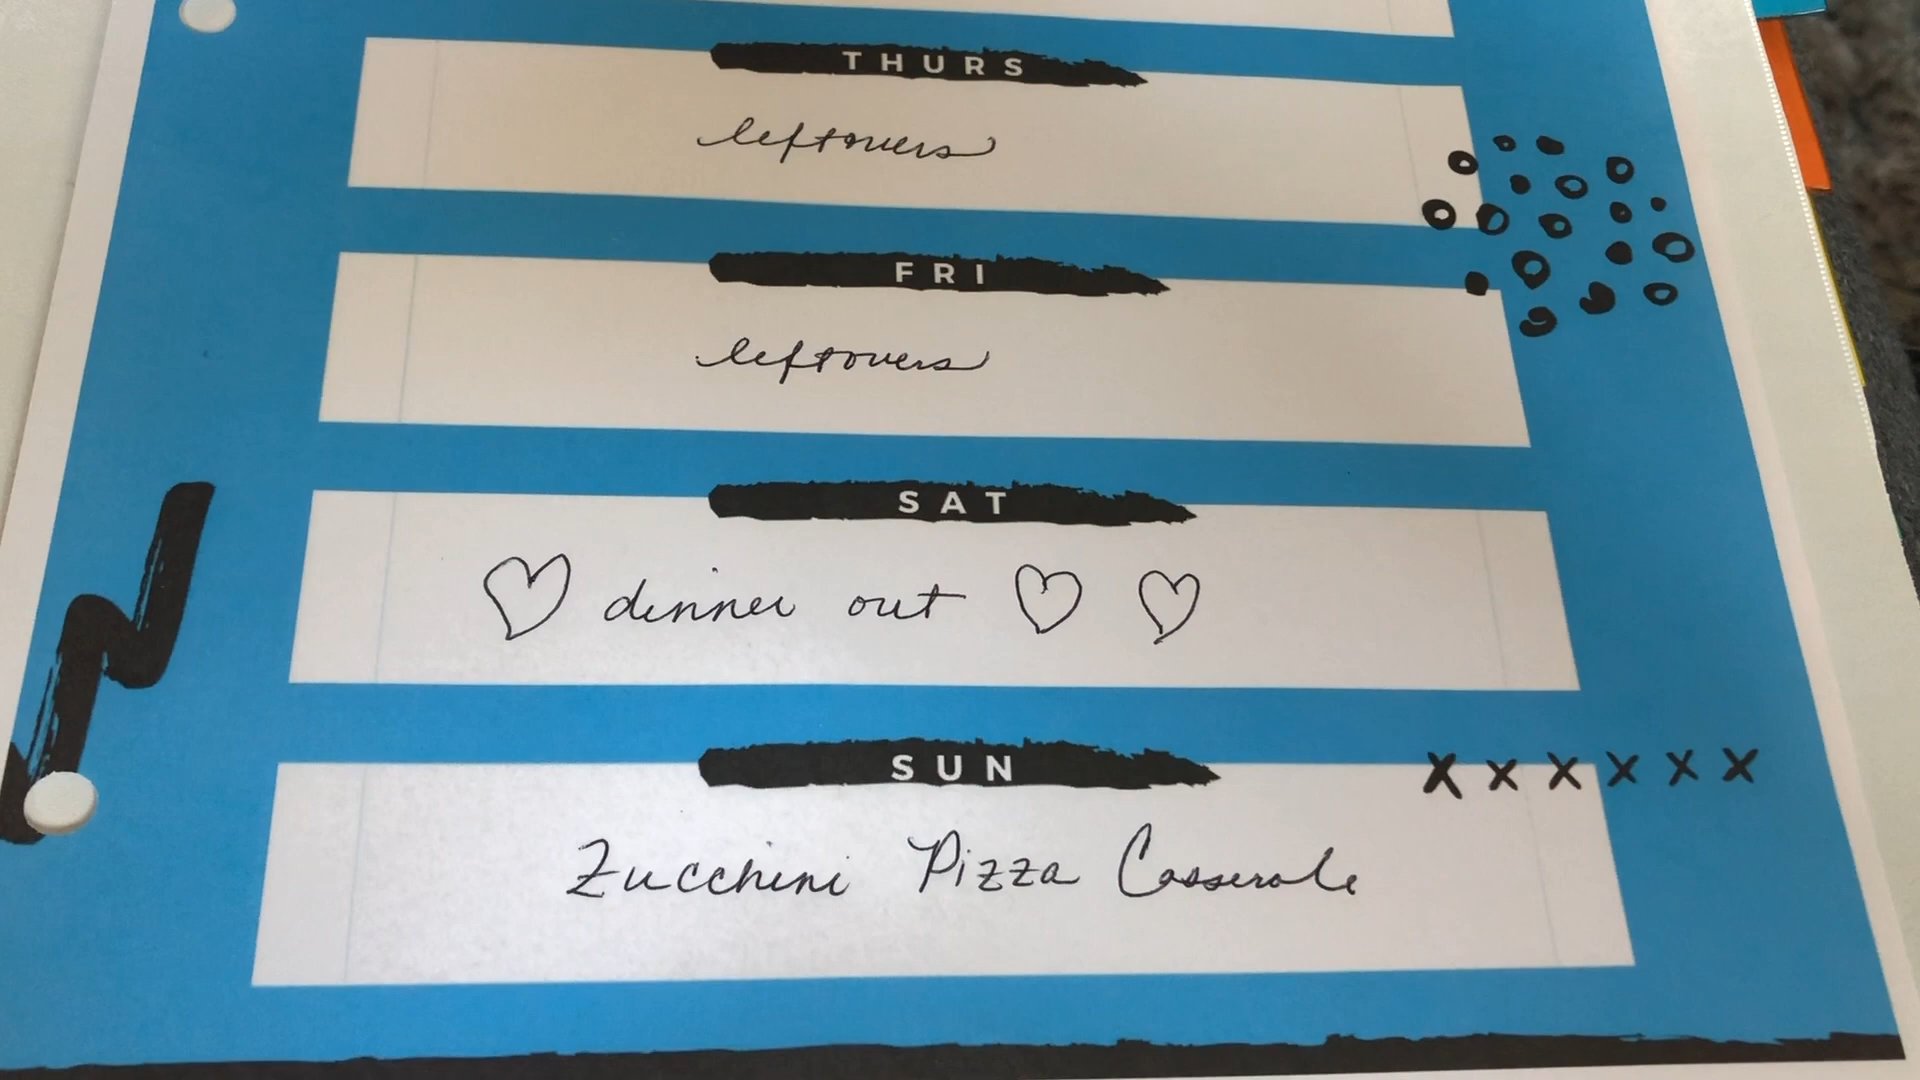 THURS
leftovers
FRI
leftovers
SAT
dinner out
SUN
Zucchini Pizza Casserole